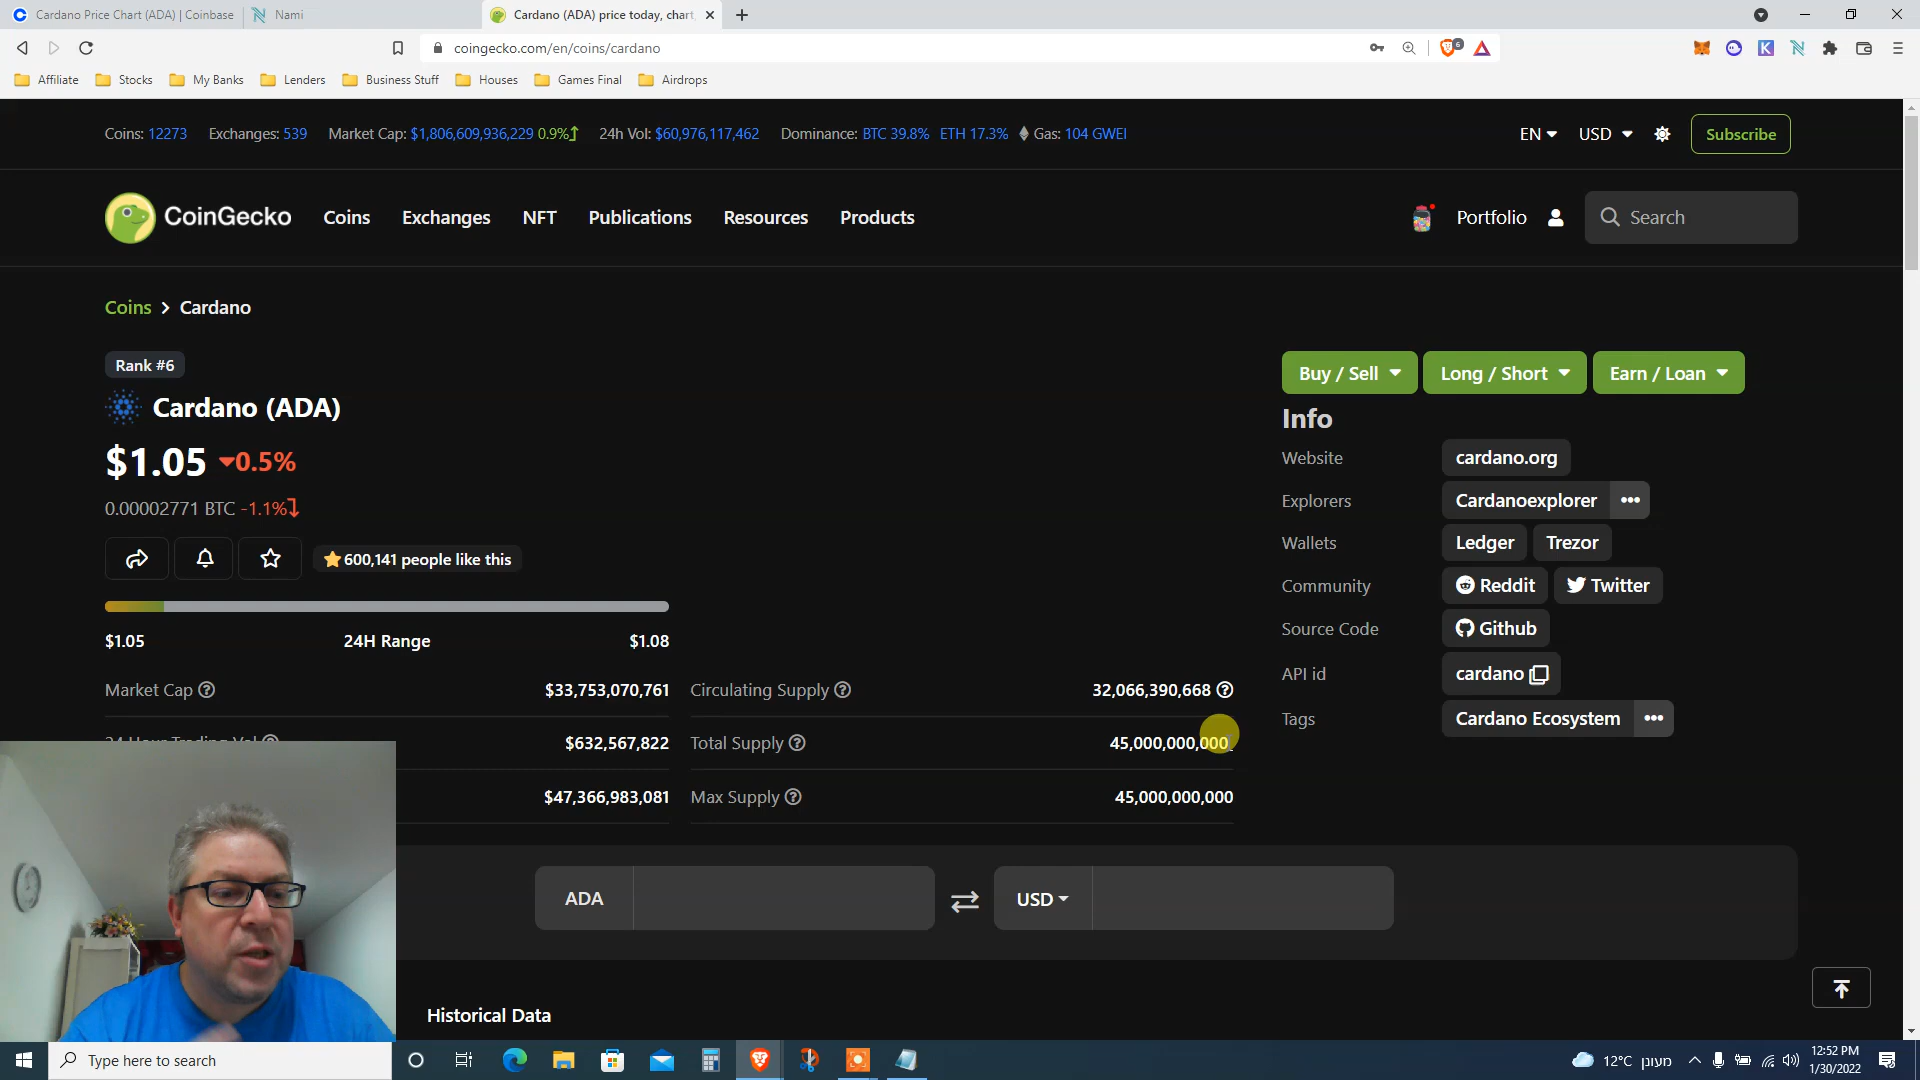 Cardano Price Chart (ADA) | Coinbase
Nami
Cardano (ADA) price today, chart,
coingecko.com/en/coins/cardano
6
Affiliate
Stocks
My Banks
Lenders
Business Stuff
Houses
Games Final
Airdrops
Coins: 12273
Exchanges: 539
Market Cap: $1,806,609,936,229 0.9%
24h Vol: $60,976,117,462
Dominance: BTC 39.8% ETH 17.3%
Gas: 104 GWEI
EN
USD
Subscribe
CoinGecko
Coins
Exchanges
NFT
Publications
Resources
Products
Portfolio
Search
Coins > Cardano
Rank #6
Cardano (ADA)
$1.05 0.5%
0.00002771 BTC -1.1%
600,141 people like this
$1.05
24H Range
$1.08
Market Cap
$33,753,070,761
$632,567,822
$47,366,983,081
Circulating Supply
32,066,390,668
Total Supply
45,000,000,000
Max Supply
45,000,000,000
Buy / Sell
Long / Short
Earn / Loan
Info
Website
cardano.org
Explorers
Cardanoexplorer
Wallets
Ledger
Trezor
Community
Reddit
Twitter
Source Code
Github
API id
cardano
Tags
Cardano Ecosystem
ADA
USD
Historical Data
Type here to search
12°C מעונן
12:52 PM
1/30/2022